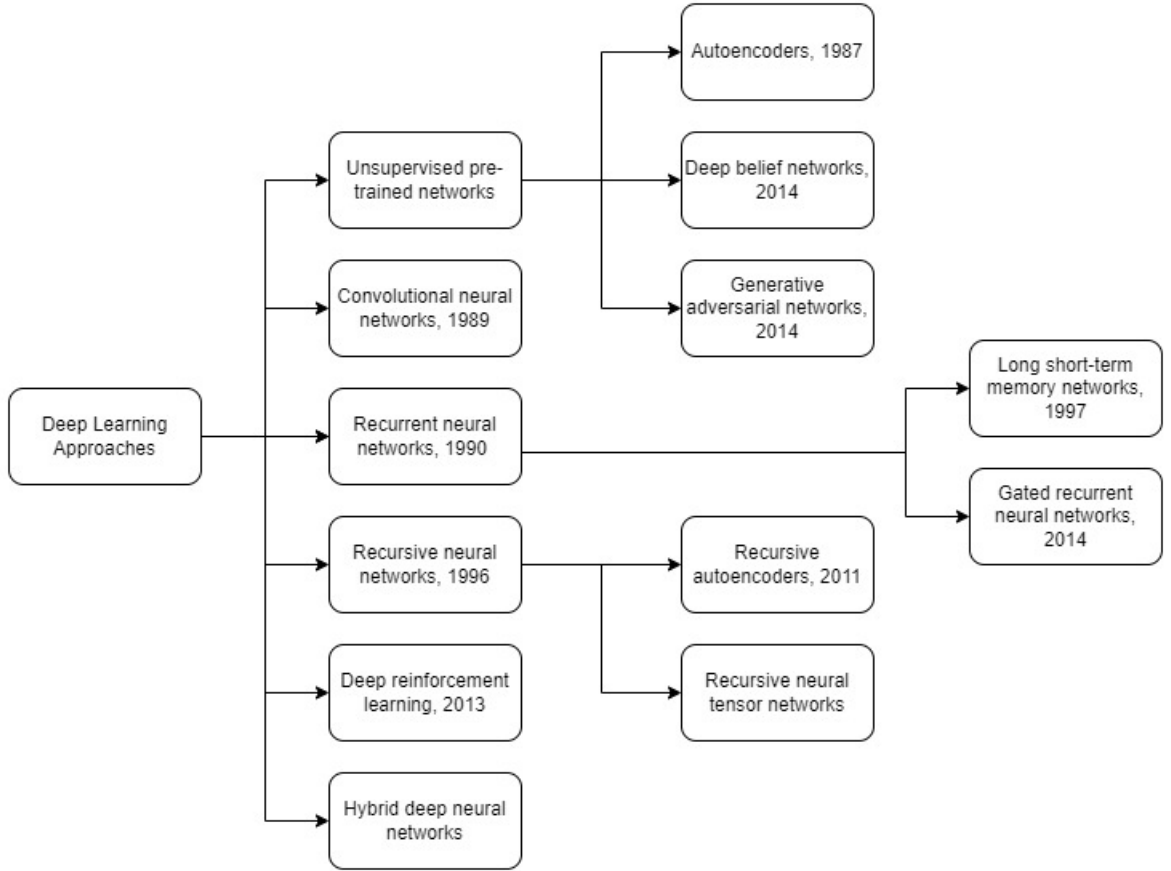 Deep Learning
Approaches
Unsupervised pre-
trained networks
Autoencoders, 1987
Deep belief networks,
2014
Generative
adversarial networks,
2014
Convolutional neural
networks, 1989
Recurrent neural
networks, 1990
Long short-term
memory networks,
1997
Gated recurrent
neural networks,
2014
Recursive neural
networks, 1996
Recursive
autoencoders, 2011
Recursive neural
tensor networks
Deep reinforcement
learning, 2013
Hybrid deep neural
networks